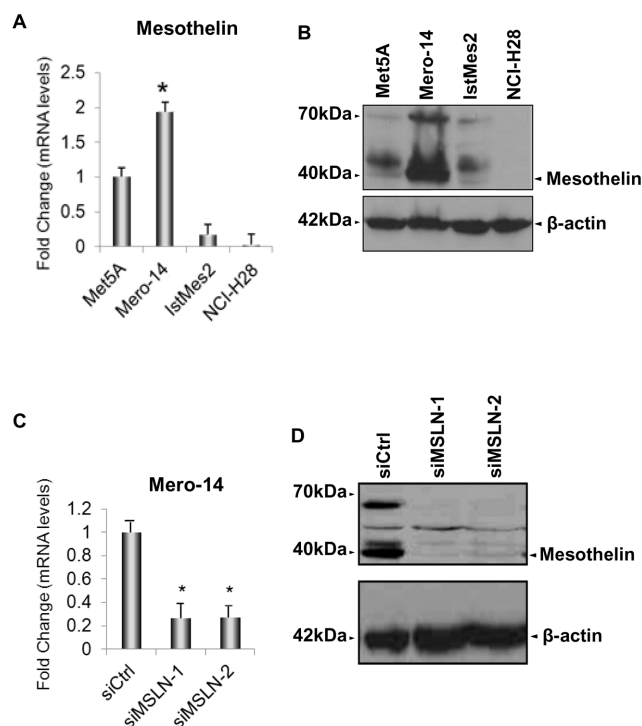 A
Mesothelin
Fold Change (mRNA levels)
2.5
2
1.5
1
0.5
0
Met5A
Mero-14
IstMes2
NCI-H28
*
B
Met5A
Mero-14
IstMes2
NCI-H28
70kDa
40kDa
Mesothelin
42kDa
β-actin
C
Mero-14
Fold Change (mRNA levels)
1.2
1
0.8
0.6
0.4
0.2
0
siCtrl
siMSLN-1
siMSLN-2
*
*
D
siCtrl
siMSLN-1
siMSLN-2
70kDa
40kDa
Mesothelin
42kDa
β-actin